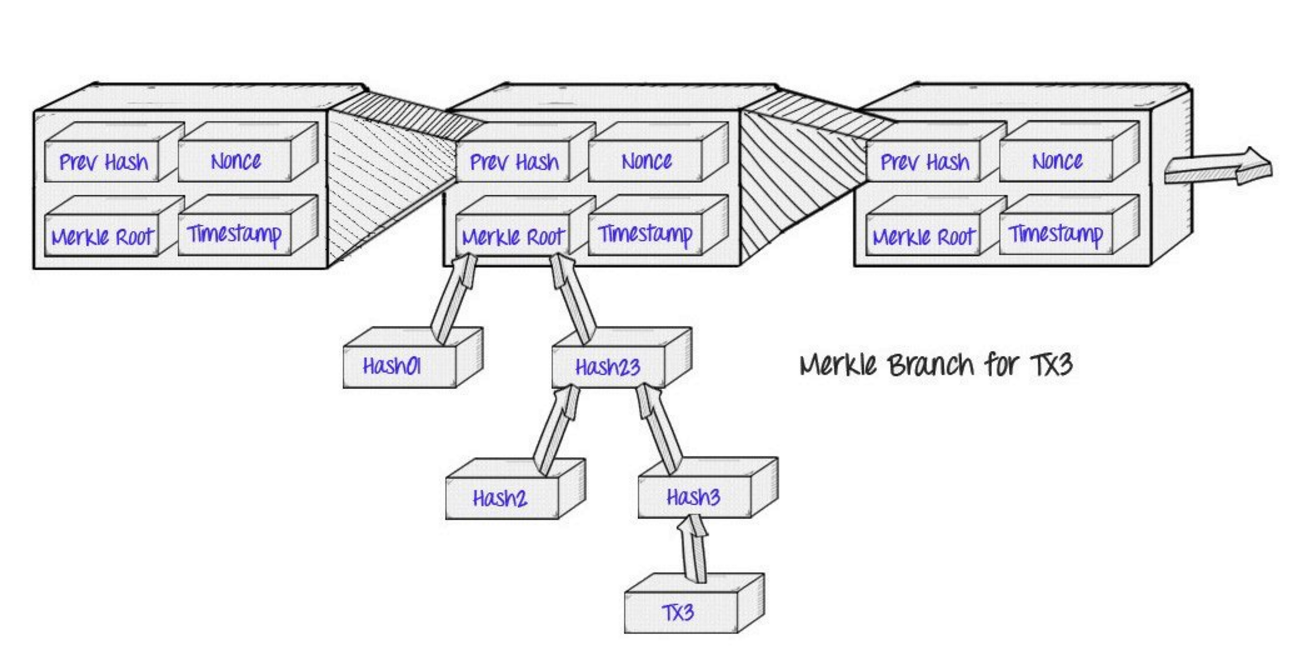 Prev Hash
Nonce
Merkle Root
Timestamp
Prev Hash
Nonce
Merkle Root
Timestamp
Prev Hash
Nonce
Merkle Root
Timestamp
Hash01
Hash23
Merkle Branch for TX3
Hash2
Hash3
TX3